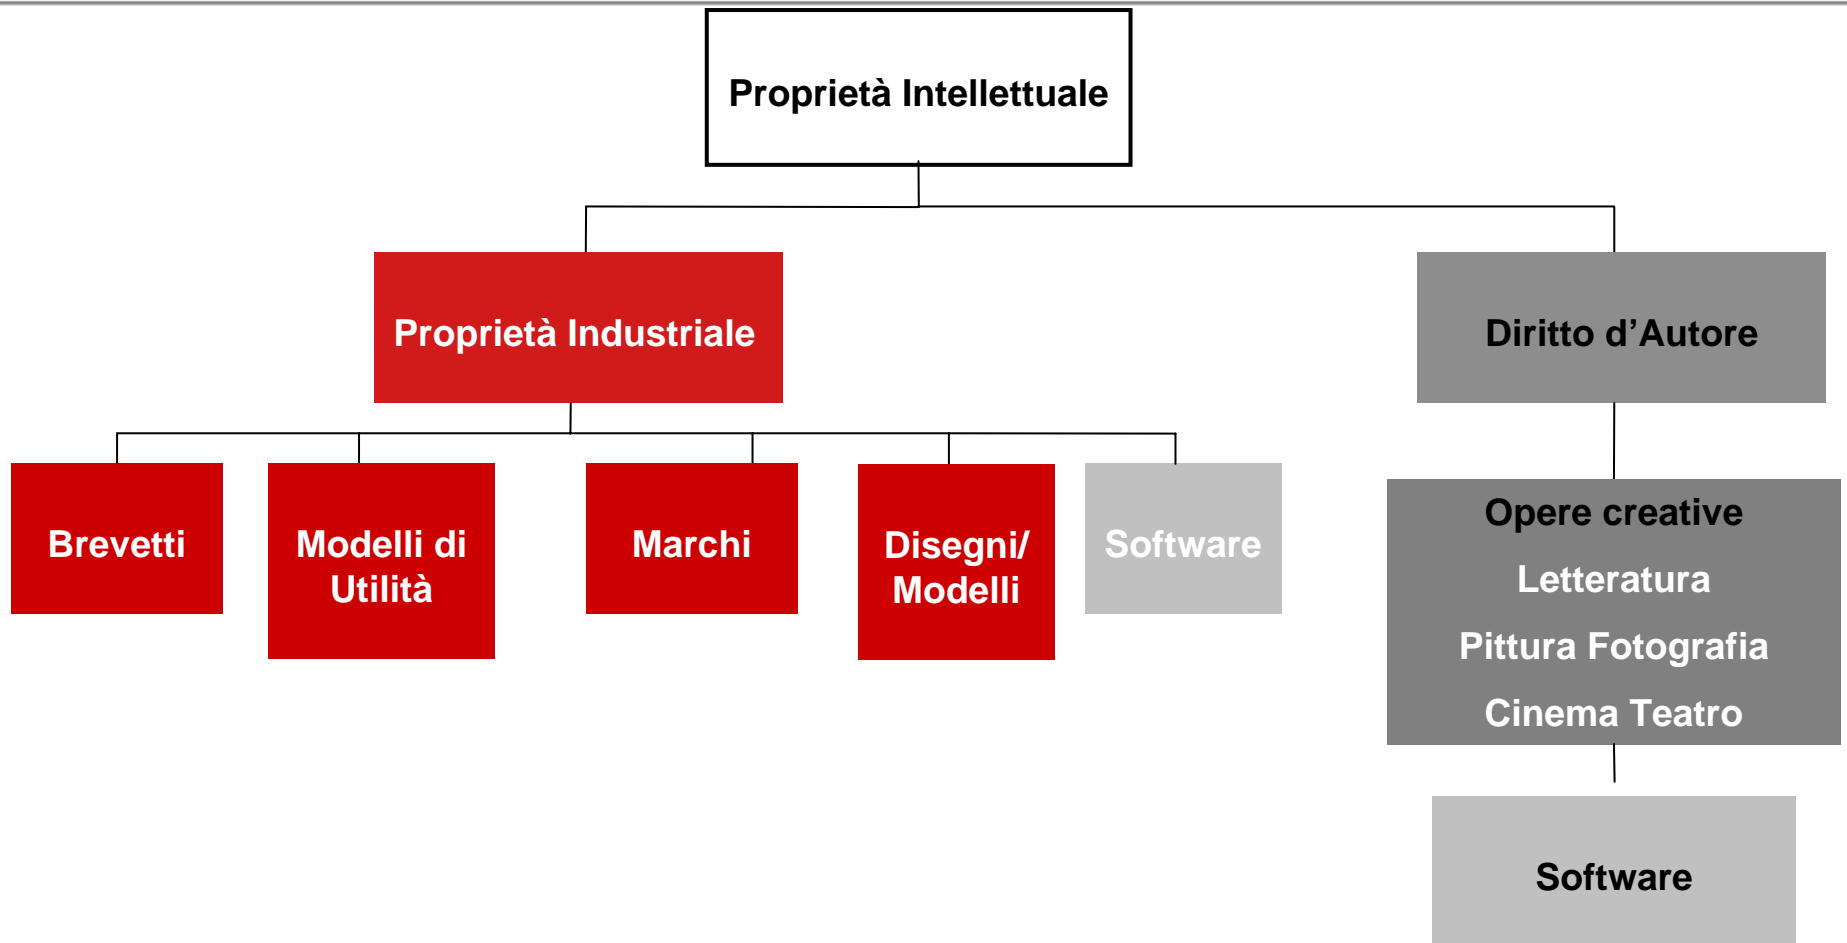 Proprietà Intellettuale
Proprietà Industriale
Diritto d’Autore
Brevetti
Modelli di
Utilità
Marchi
Disegni/
Modelli
Software
Opere creative
Letteratura
Pittura Fotografia
Cinema Teatro
Software